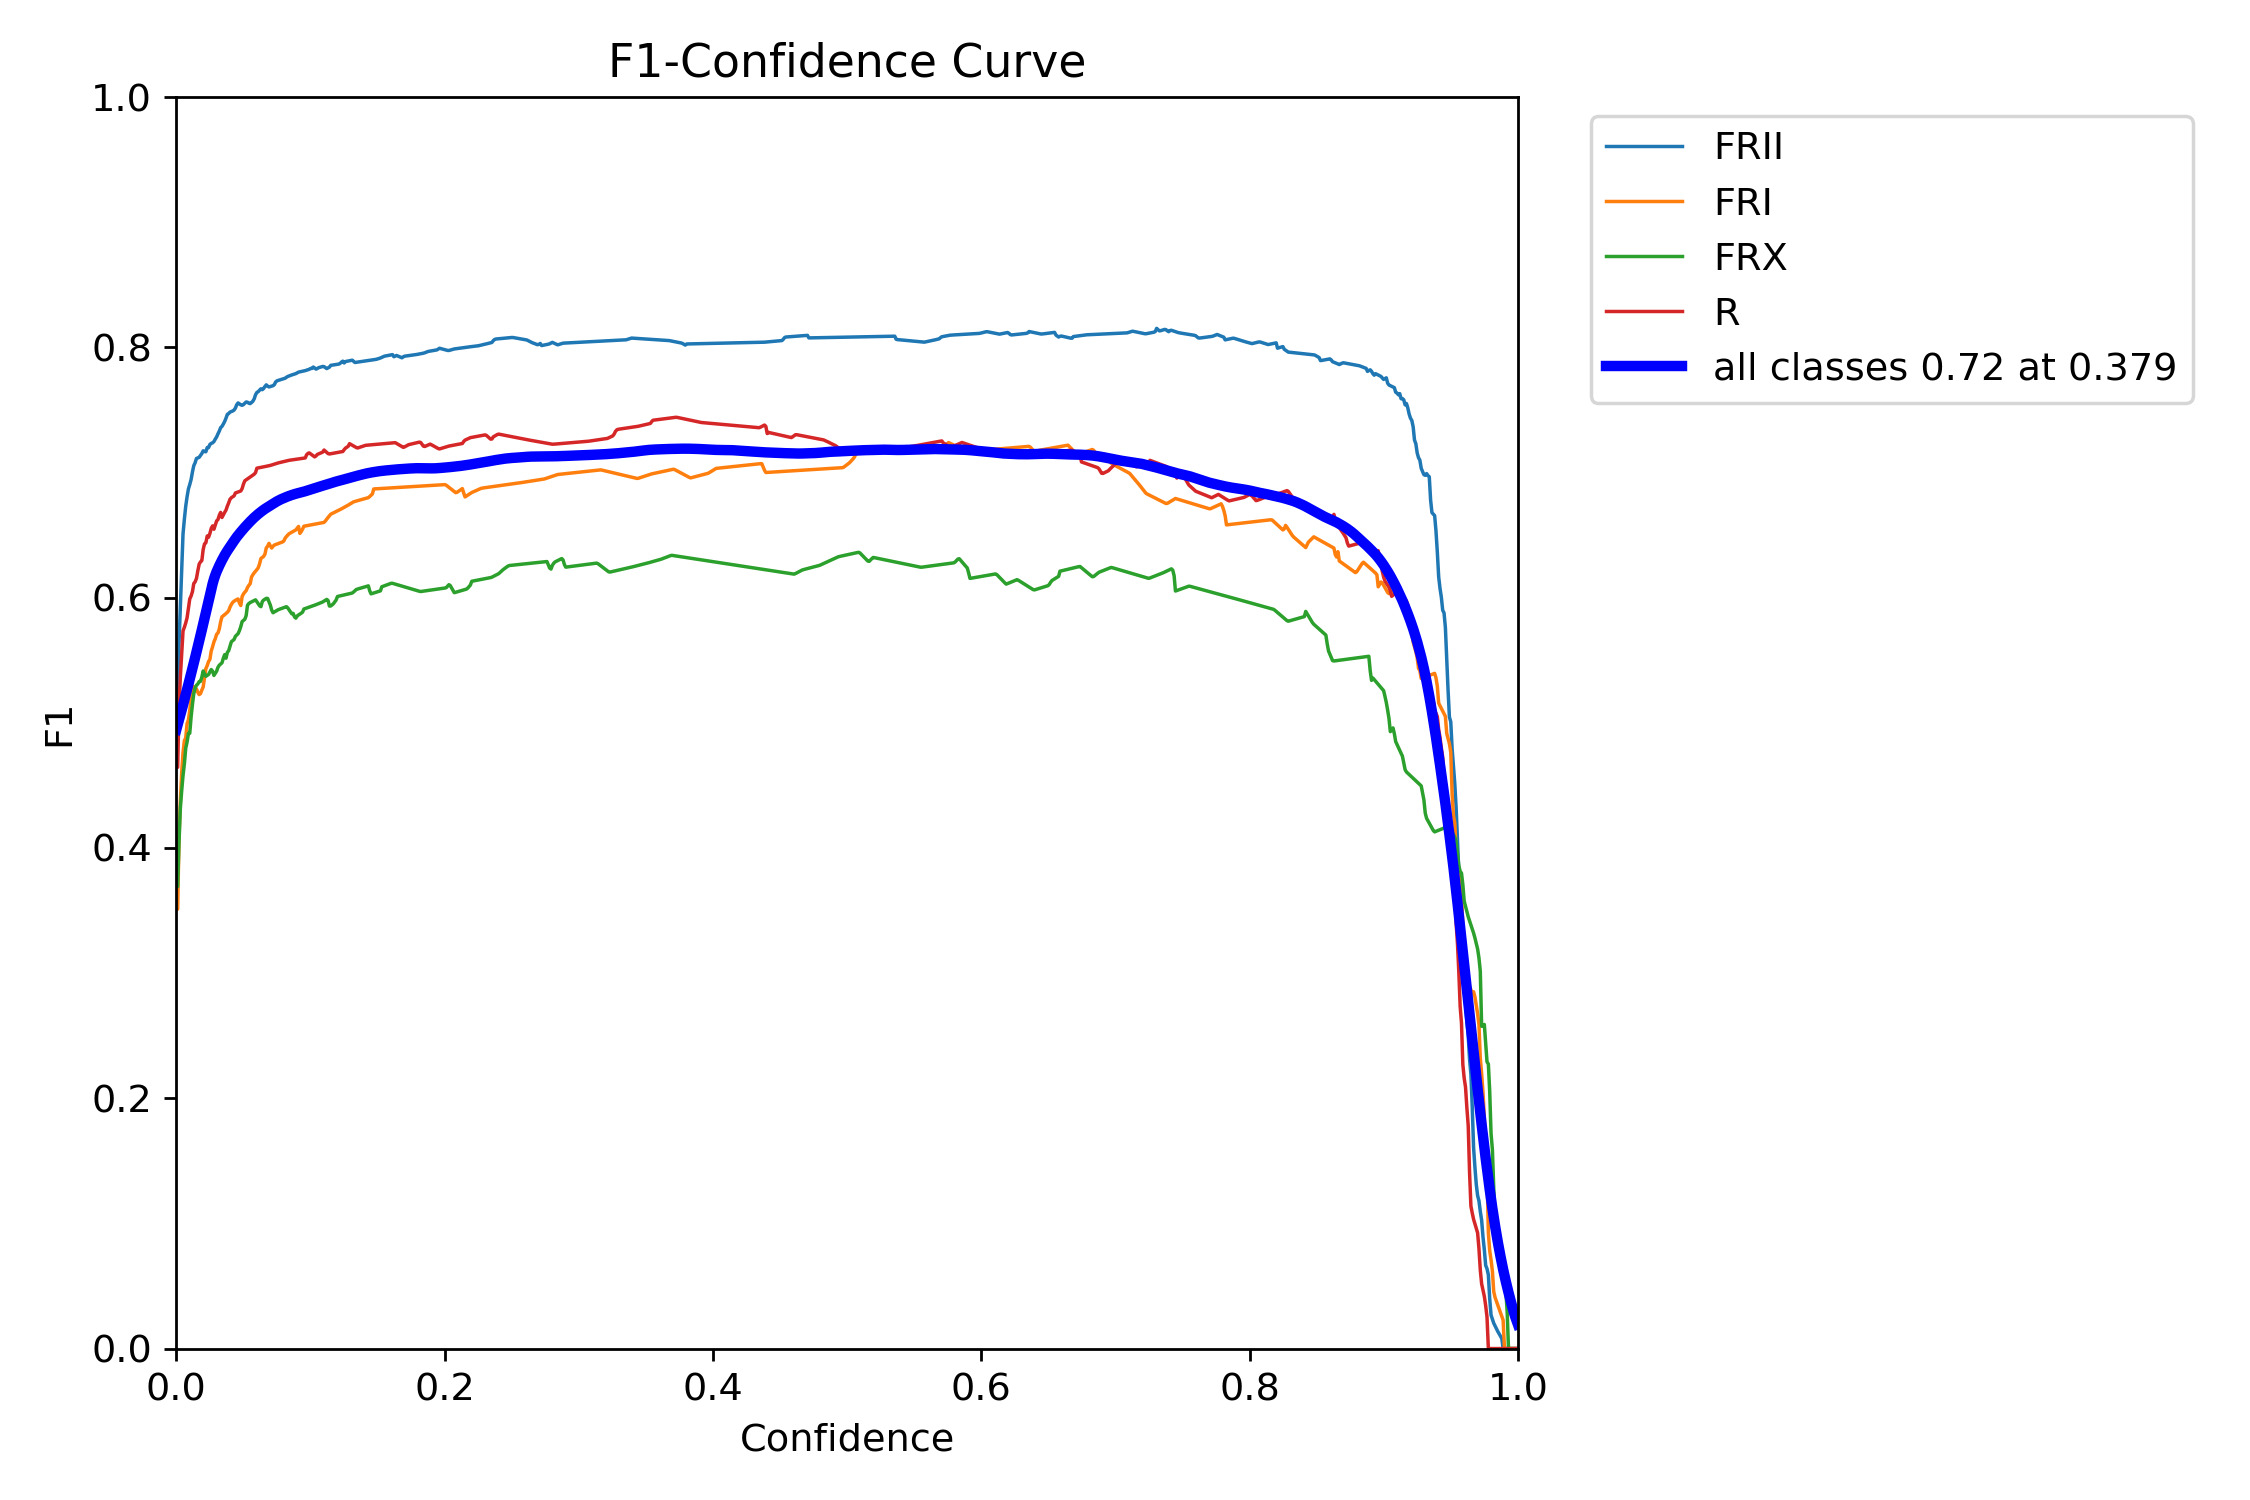 F1-Confidence Curve
1.0
0.8
0.6
0.4
0.2
0.0
F1
0.0 0.2 0.4 0.6 0.8 1.0
Confidence
FRII
FRI
FRX
R
all classes 0.72 at 0.379